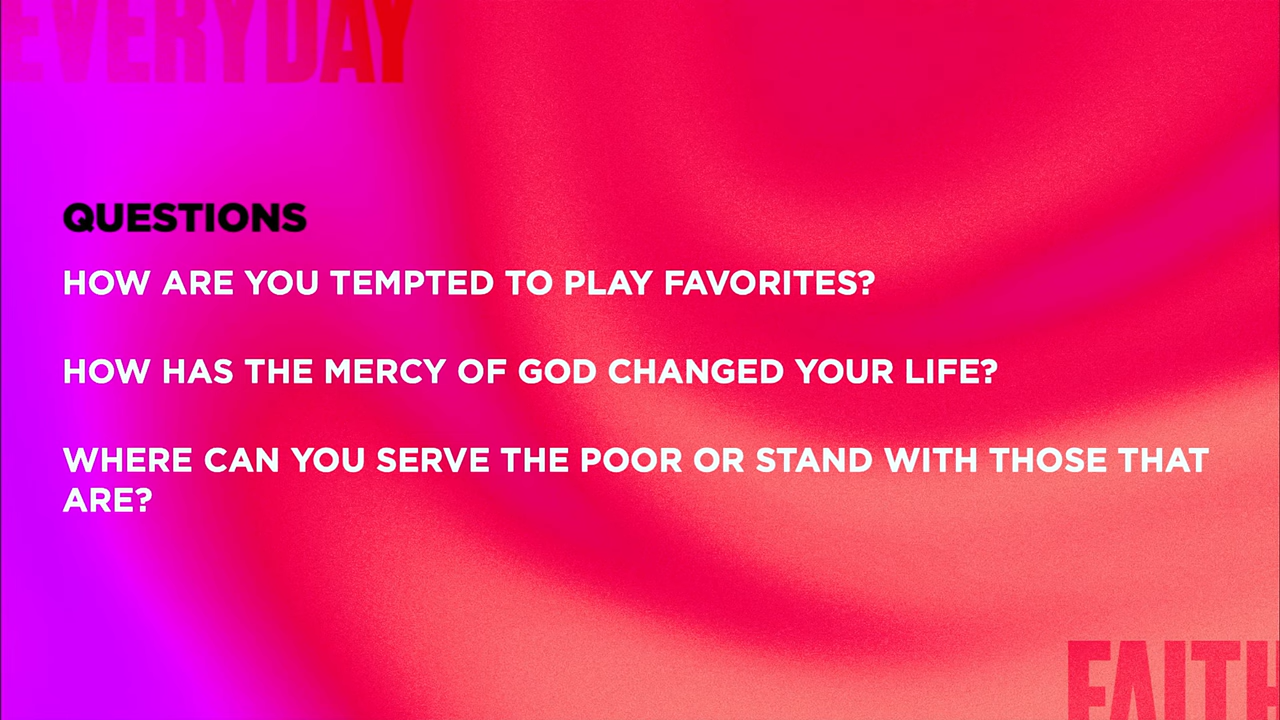 EVERYDAY
QUESTIONS
HOW ARE YOU TEMPTED TO PLAY FAVORITES?
HOW HAS THE MERCY OF GOD CHANGED YOUR LIFE?
WHERE CAN YOU SERVE THE POOR OR STAND WITH THOSE THAT
ARE?
FAITH